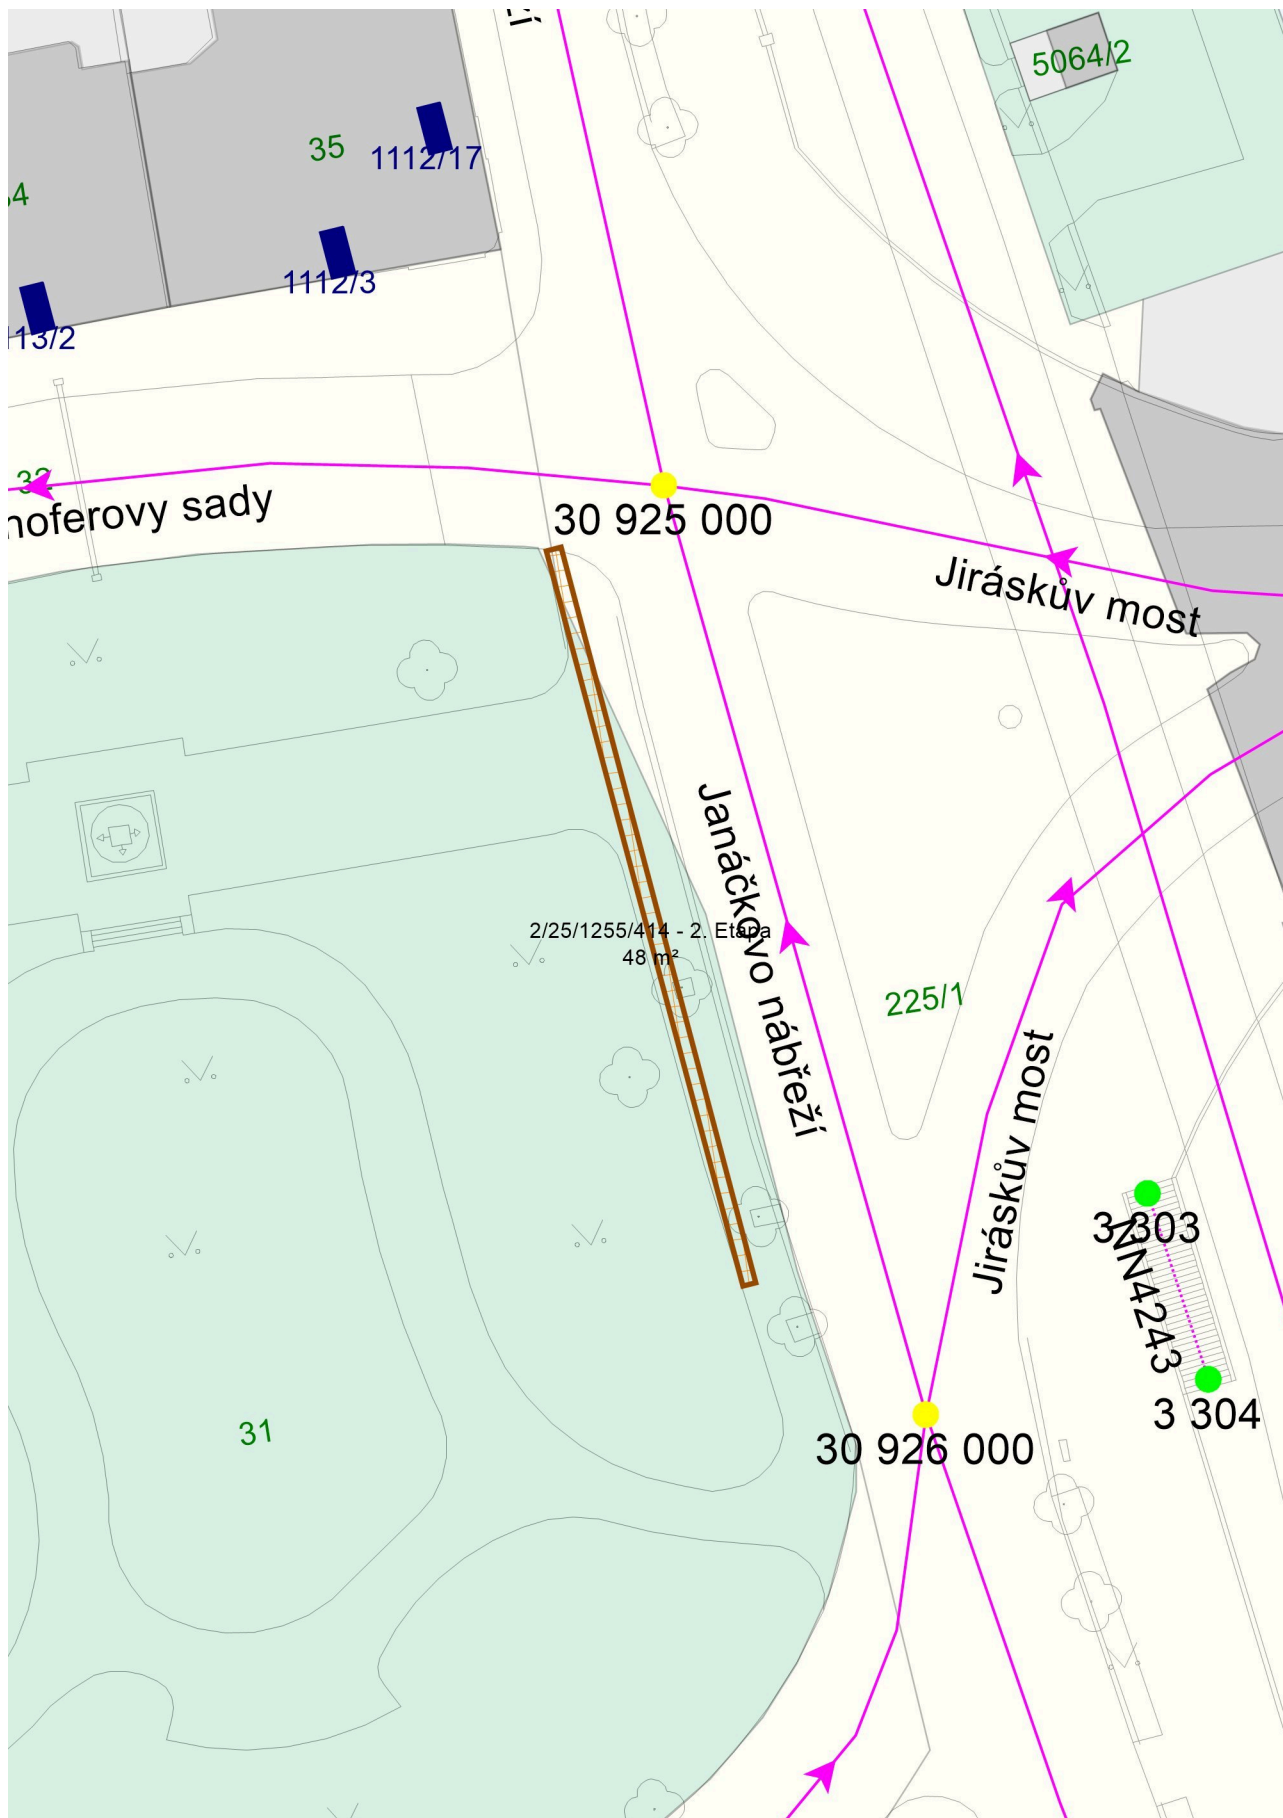 zí
5064/2
35
1112/17
1112/3
113/2
32
noferovy sady
30 925 000
Jiráskův most
Janáčkovo nábřeží
2/25/1255/414 - 2. Etapa
48 m²
225/1
Jiráskův most
3 303
NN4243
3 304
31
30 926 000